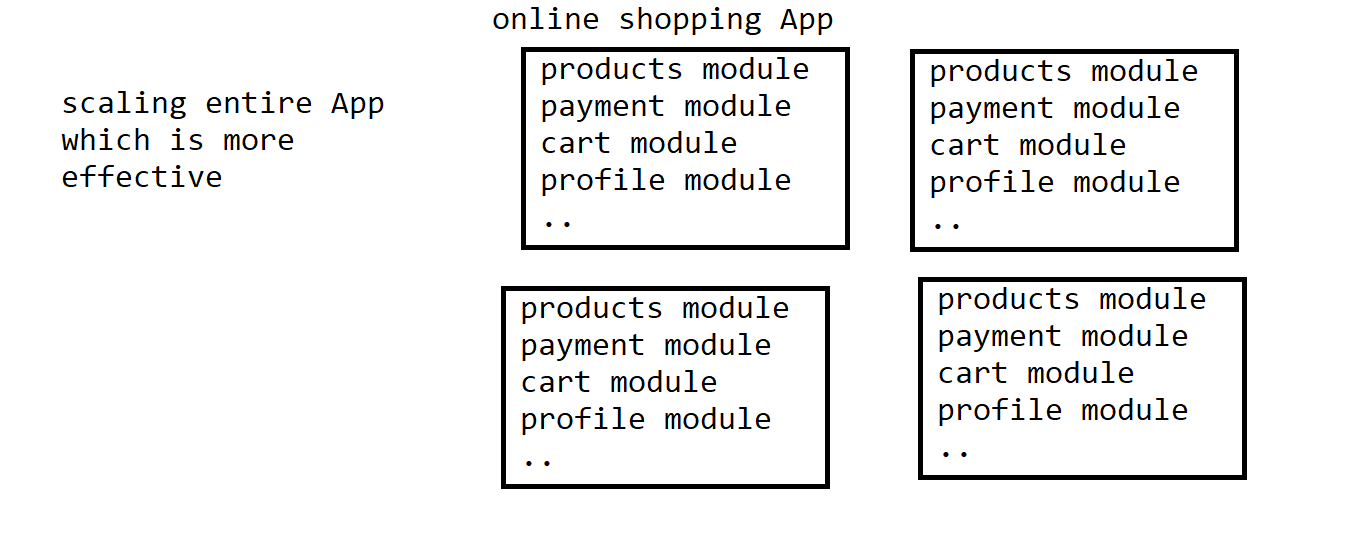 online shopping App
scaling entire App
which is more
effective
products module
payment module
cart module
profile module
..
products module
payment module
cart module
profile module
..
products module
payment module
cart module
profile module
..
products module
payment module
cart module
profile module
..